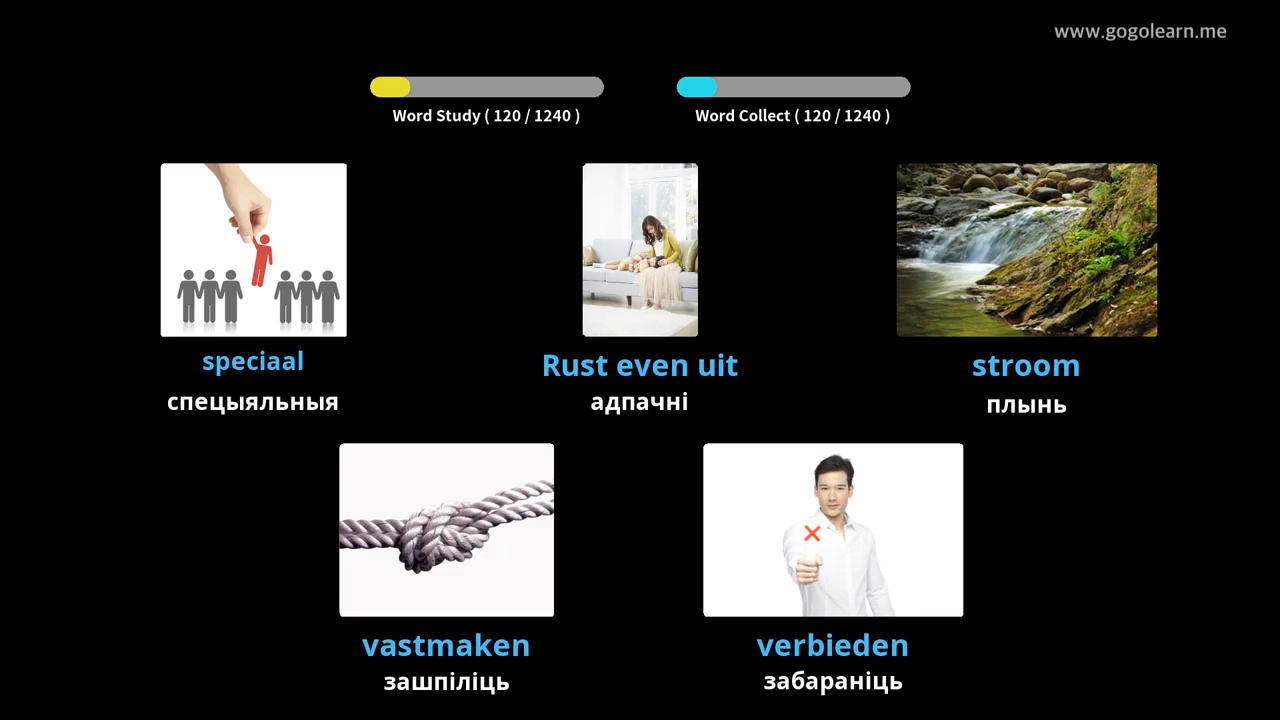 www.gogolearn.me
Word Study ( 120 / 1240 )
Word Collect ( 120 / 1240 )
speciaal
спецыяльныя
Rust even uit
адпачні
stroom
плынь
vastmaken
зашпіліць
verbieden
забараніць